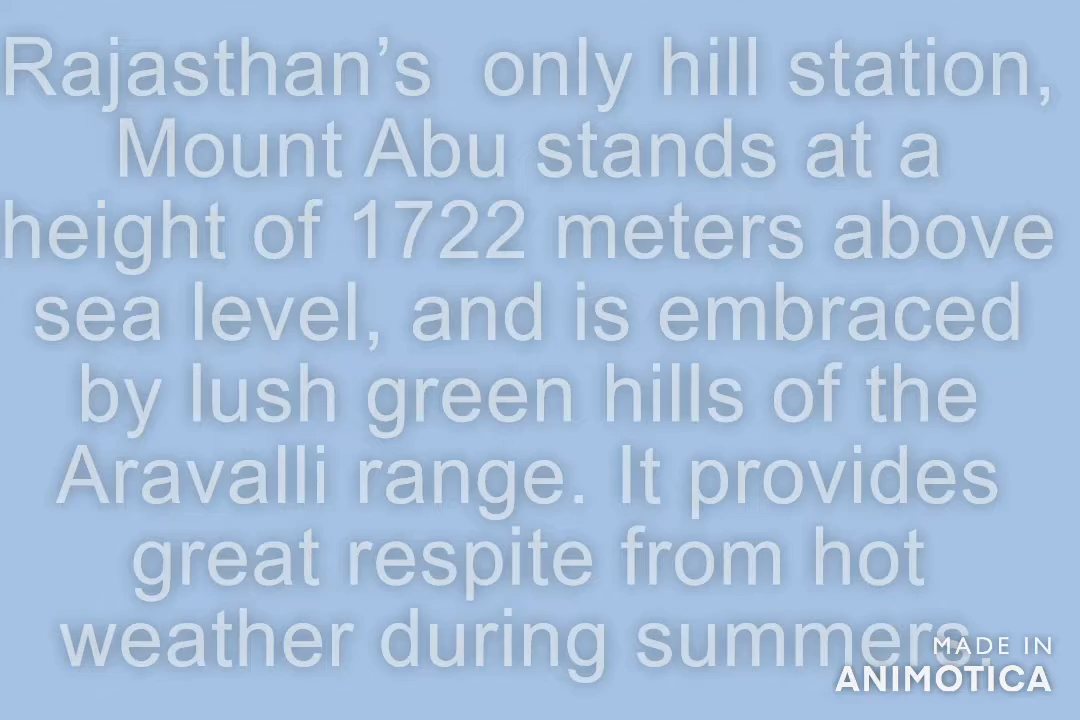 Rajasthan’s  only hill station,
Mount Abu stands at a
height of 1722 meters above
sea level, and is embraced
by lush green hills of the
Aravalli range. It provides
great respite from hot
weather during summers.
MADE IN
ANIMOTICA